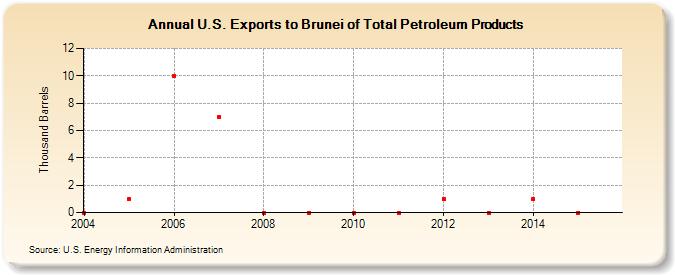 Annual U.S. Exports to Brunei of Total Petroleum Products
Thousand Barrels
12
10
8
6
4
2
0
2004 2006 2008 2010 2012 2014
Source: U.S. Energy Information Administration